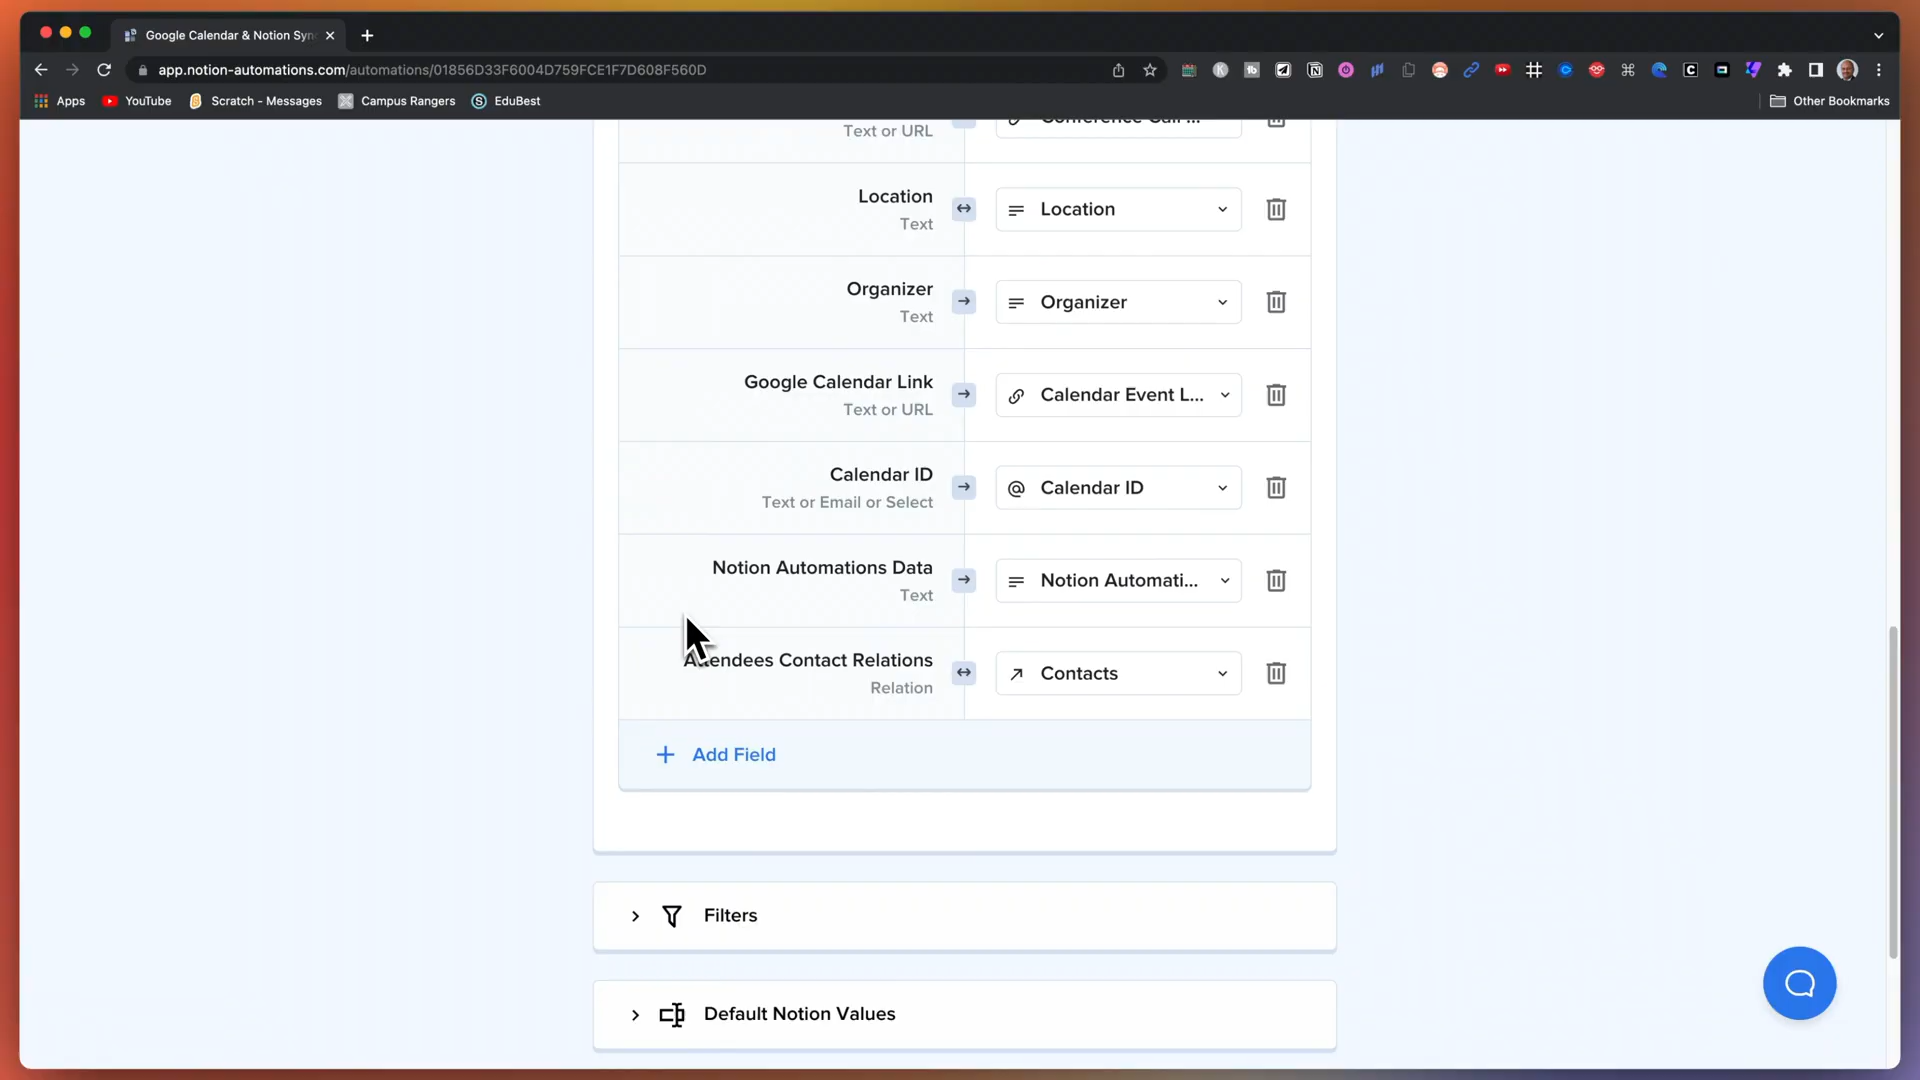 Google Calendar & Notion Syn
app.notion-automations.com/automations/01856D33F6004D759FCE1F7D608F560D
Apps YouTube Scratch - Messages Campus Rangers EduBest Other Bookmarks
Text or URL
Conference Call ...
Location
Text
Location
Organizer
Text
Organizer
Google Calendar Link
Text or URL
Calendar Event L...
Calendar ID
Text or Email or Select
Calendar ID
Notion Automations Data
Text
Notion Automati...
Attendees Contact Relations
Relation
Contacts
+ Add Field
Filters
Default Notion Values